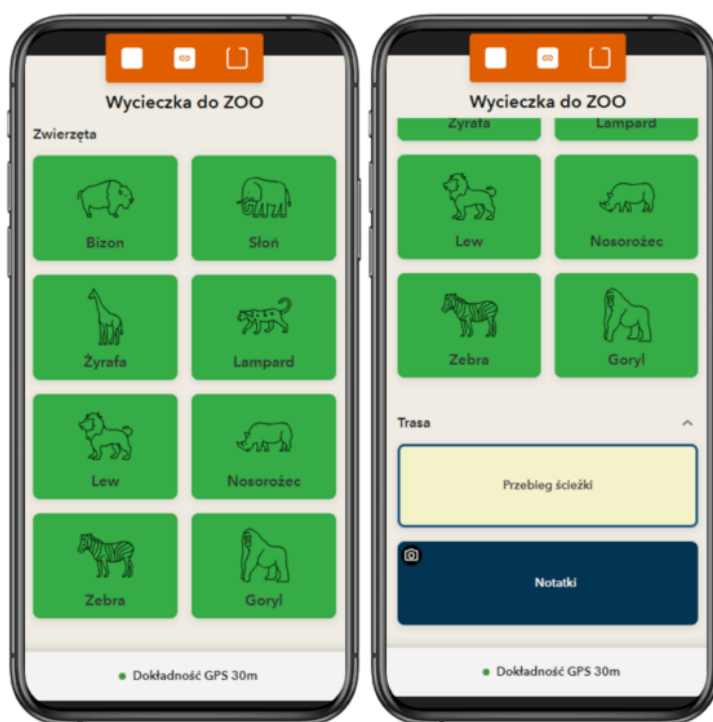 Wycieczka do ZOO
Zwierzęta
Bizon
Słoń
Żyrafa
Lampard
Lew
Nosorożec
Zebra
Goryl
Dokładność GPS 30m
Wycieczka do ZOO
Żyrafa
Lampard
Lew
Nosorożec
Zebra
Goryl
Trasa
Przebieg ścieżki
Notatki
Dokładność GPS 30m